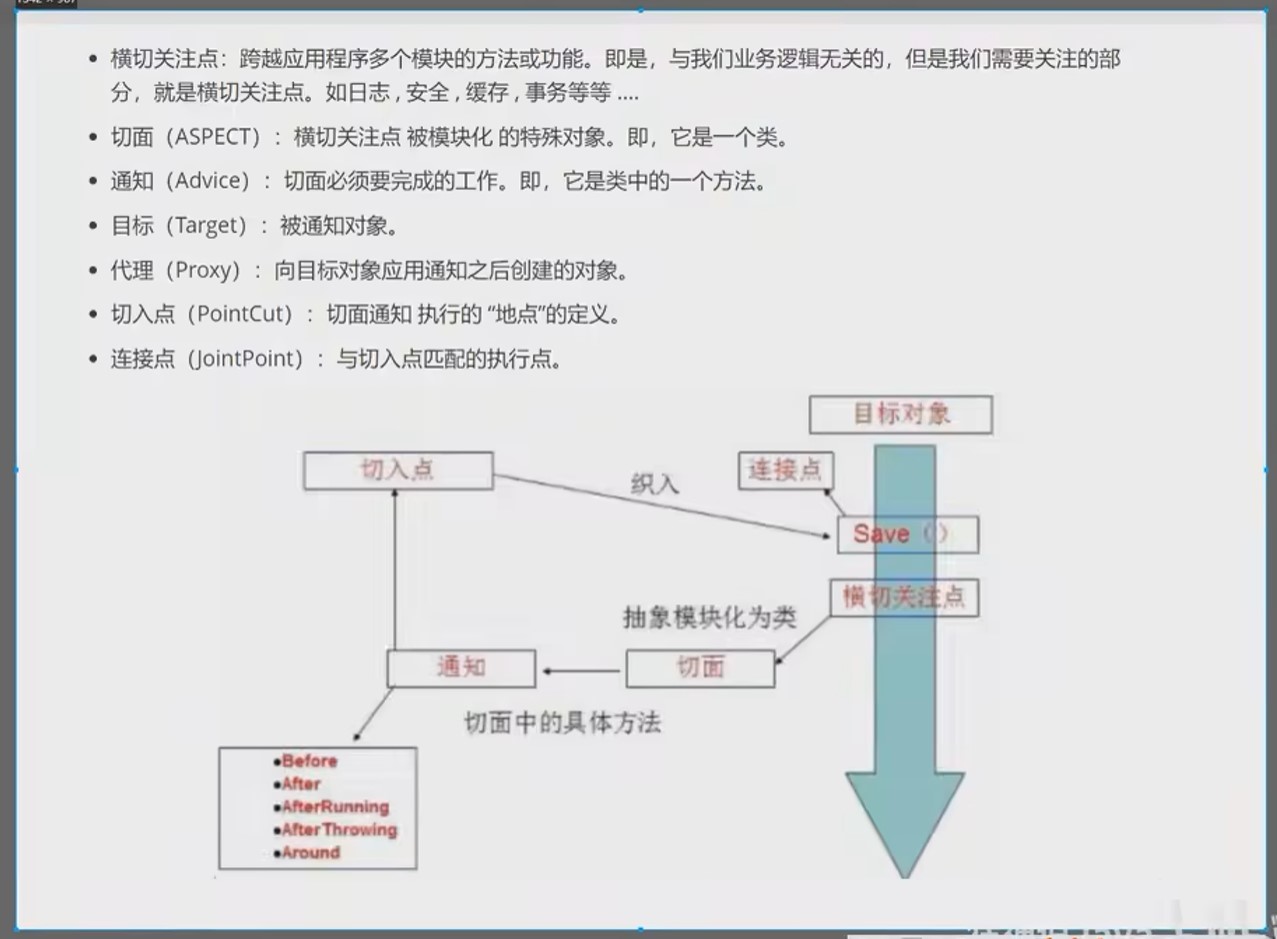 横切关注点：跨越应用程序多个模块的方法或功能。即是，与我们业务逻辑无关的，但是我们需要关注的部
分，就是横切关注点。如日志 , 安全 , 缓存 , 事务等等 ....
切面（ASPECT）：横切关注点 被模块化 的特殊对象。即，它是一个类。
通知（Advice）：切面必须要完成的工作。即，它是类中的一个方法。
目标（Target）：被通知对象。
代理（Proxy）：向目标对象应用通知之后创建的对象。
切入点（PointCut）：切面通知 执行的 “地点”的定义。
连接点（JointPoint）：与切入点匹配的执行点。
目标对象
切入点
织入
连接点
Save（）
横切关注点
抽象模块化为类
通知
切面
切面中的具体方法
Before
After
AfterRunning
AfterThrowing
Around